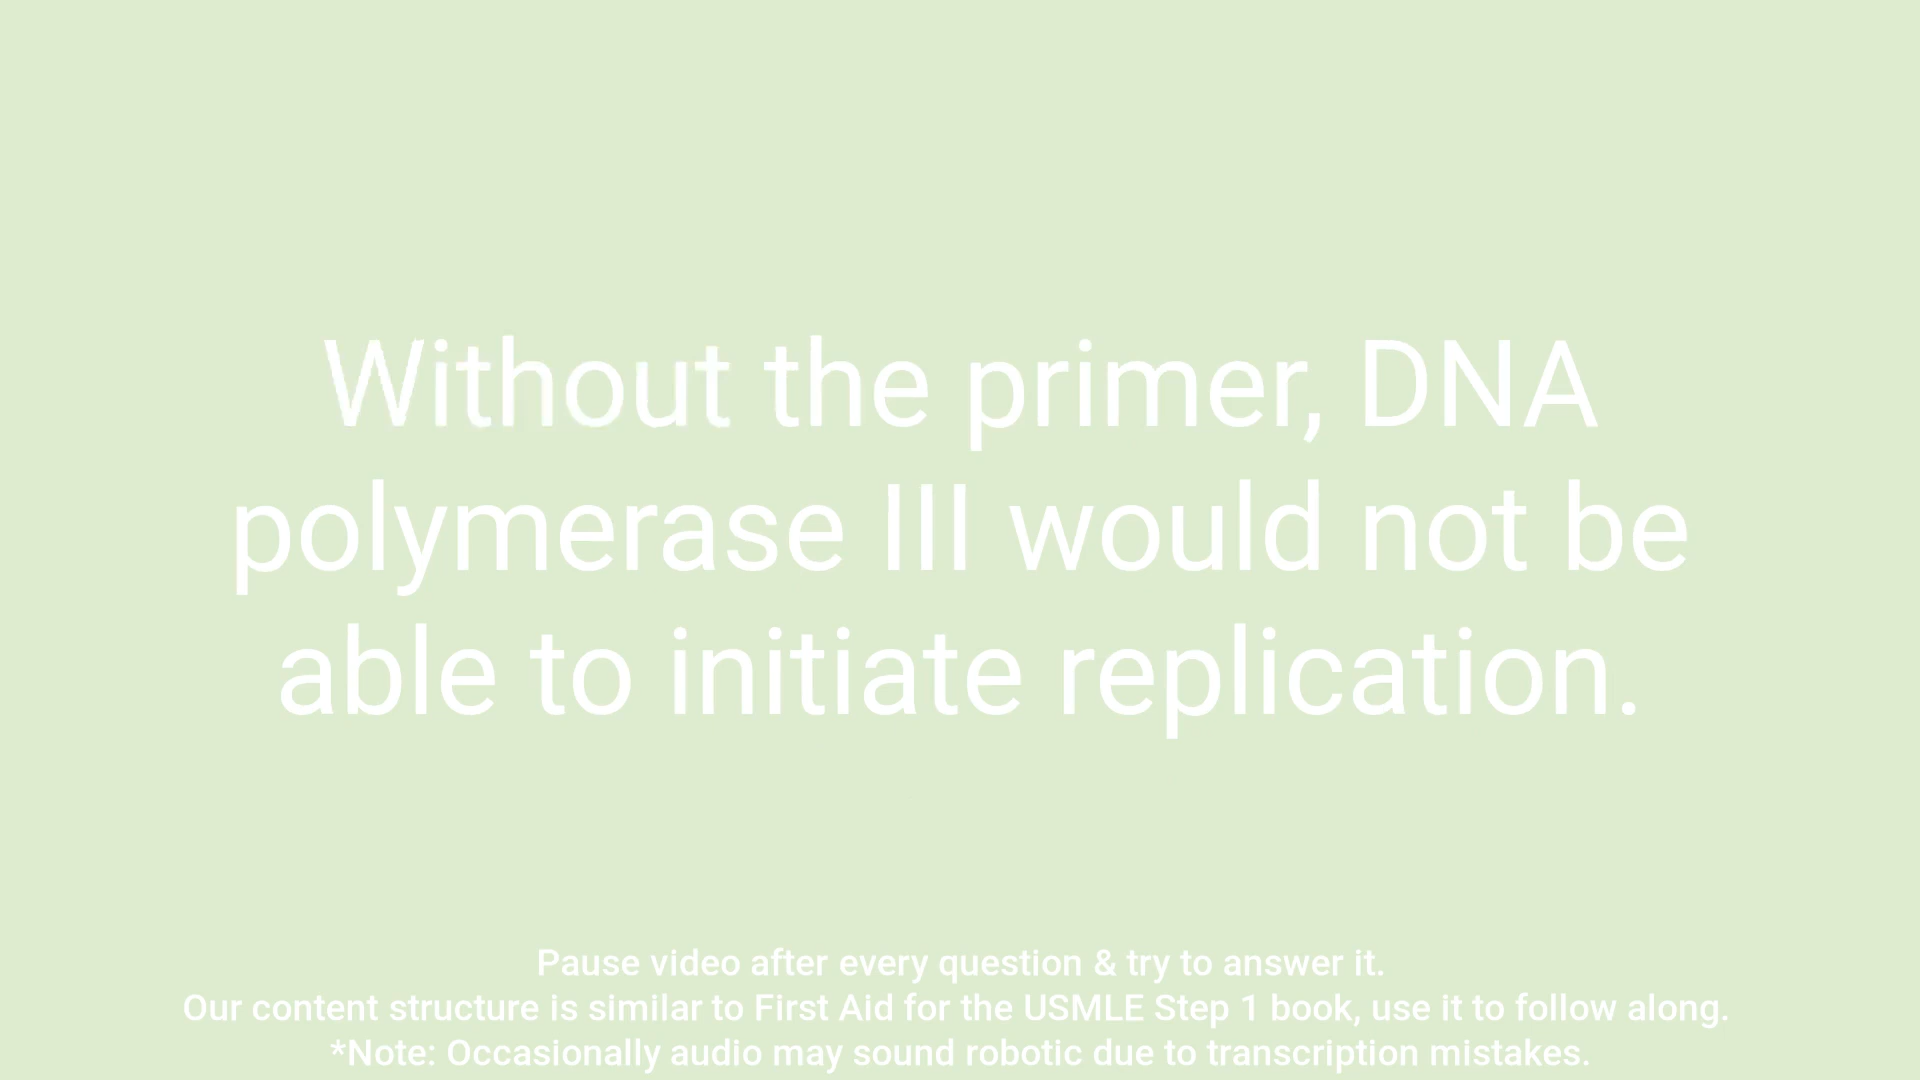 Without the primer, DNA
polymerase III would not be
able to initiate replication.
Pause video after every question & try to answer it.
Our content structure is similar to First Aid for the USMLE Step 1 book, use it to follow along.
*Note: Occasionally audio may sound robotic due to transcription mistakes.